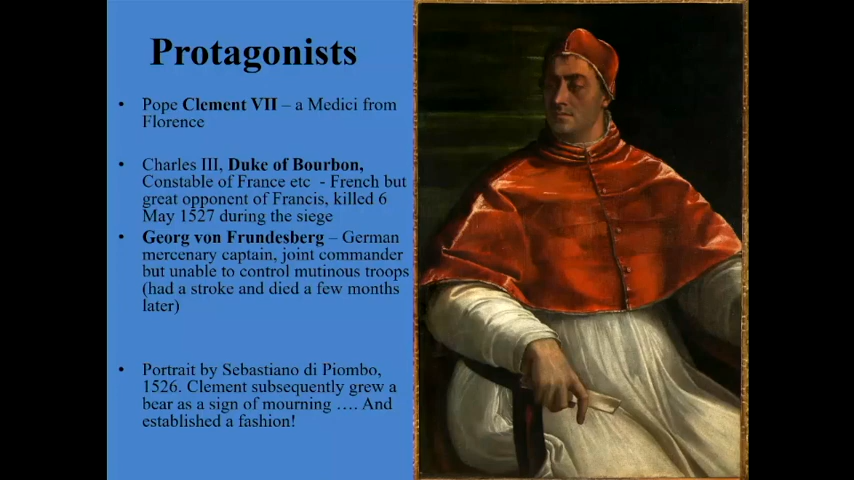 Protagonists
• Pope Clement VII – a Medici from
Florence
• Charles III, Duke of Bourbon,
Constable of France etc - French but
great opponent of Francis, killed 6
May 1527 during the siege
• Georg von Frundesberg – German
mercenary captain, joint commander
but unable to control mutinous troops
(had a stroke and died a few months
later)
• Portrait by Sebastiano di Piombo,
1526. Clement subsequently grew a
bear as a sign of mourning …. And
established a fashion!